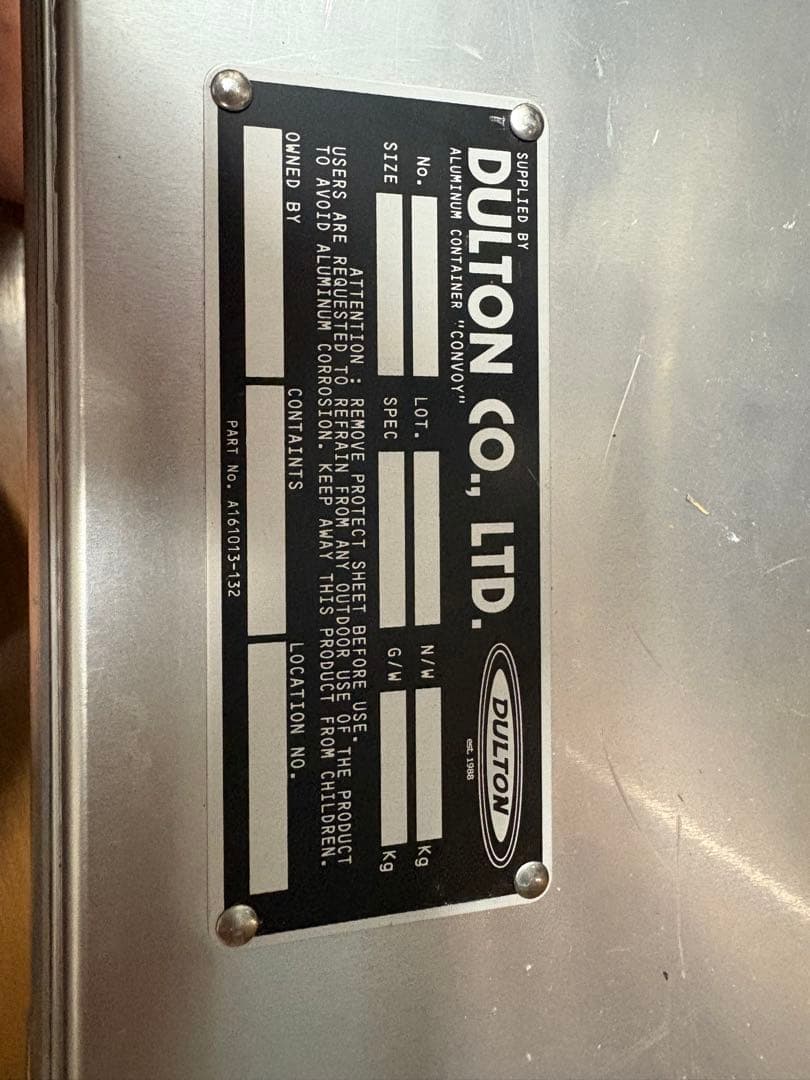 SUPPLIED BY
DULTON CO., LTD.
DULTON
est. 1988
ALUMINUM CONTAINER "CONVOY"
No. LOT. N/W Kg
SIZE SPEC G/W Kg
ATTENTION : REMOVE PROTECT SHEET BEFORE USE.
USERS ARE REQUESTED TO REFRAIN FROM ANY OUTDOOR USE OF THE PRODUCT
TO AVOID ALUMINUM CORROSION. KEEP AWAY THIS PRODUCT FROM CHILDREN.
OWNED BY CONTAINTS LOCATION NO.
PART No. A161013-132